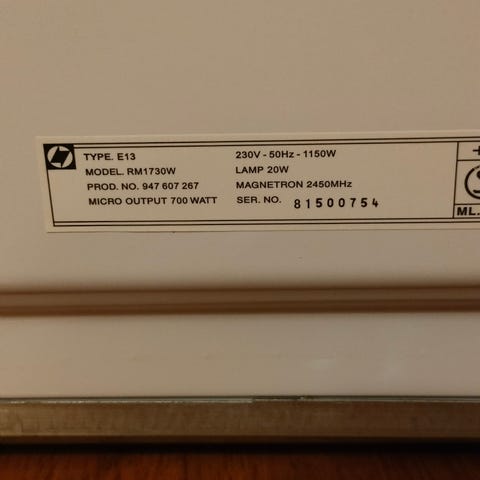 TYPE. E13 230V - 50Hz - 1150W
MODEL. RM1730W LAMP 20W
PROD. NO. 947 607 267 MAGNETRON 2450MHz
MICRO OUTPUT 700 WATT SER. NO. 81500754
ML.